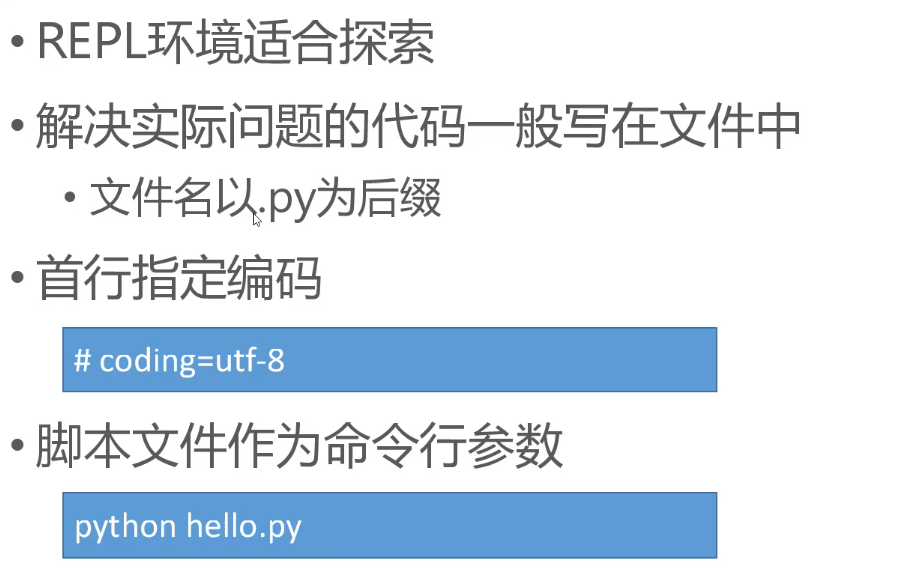 • REPL环境适合探索
• 解决实际问题的代码一般写在文件中
• 文件名以.py为后缀
• 首行指定编码
# coding=utf-8
• 脚本文件作为命令行参数
python hello.py